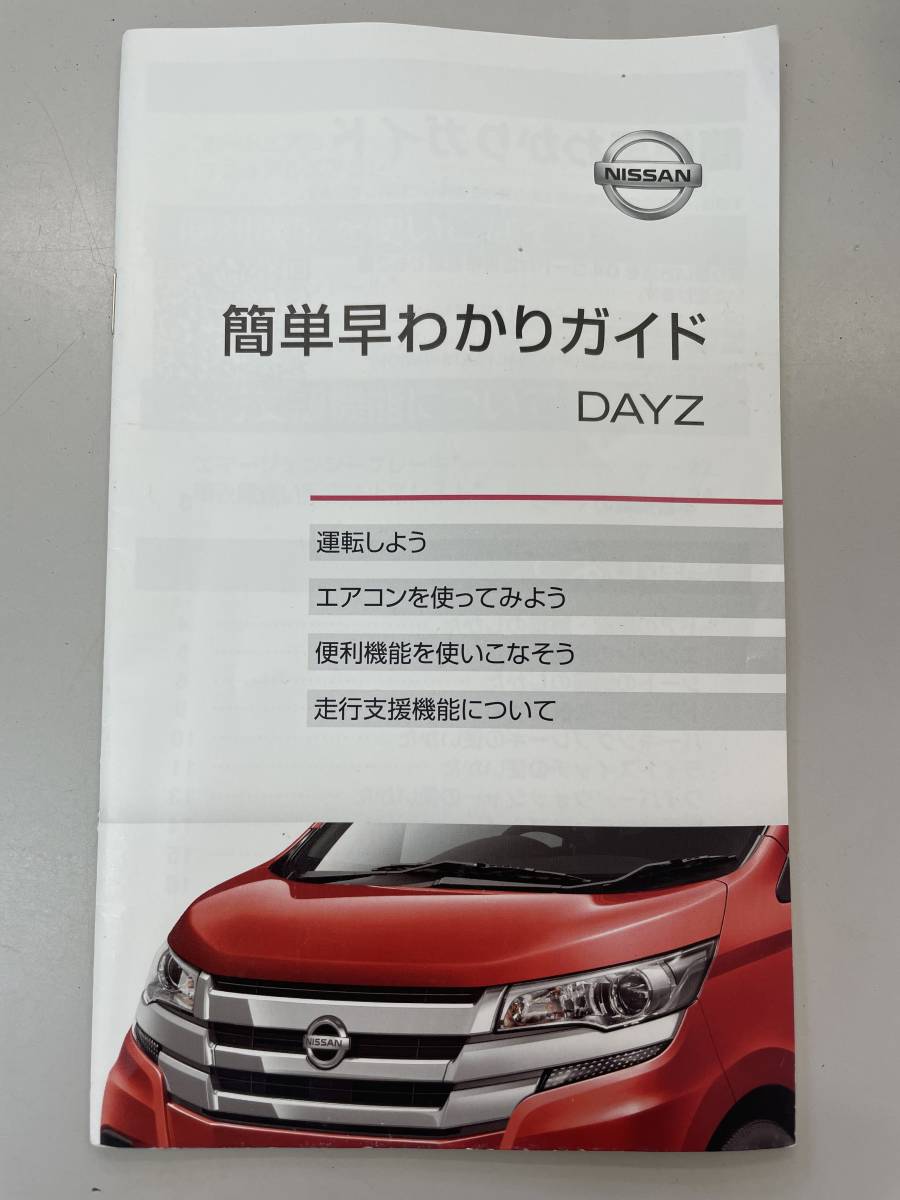 NISSAN
簡単早わかりガイド
DAYZ
運転しよう
エアコンを使ってみよう
便利機能を使いこなそう
走行支援機能について
NISSAN